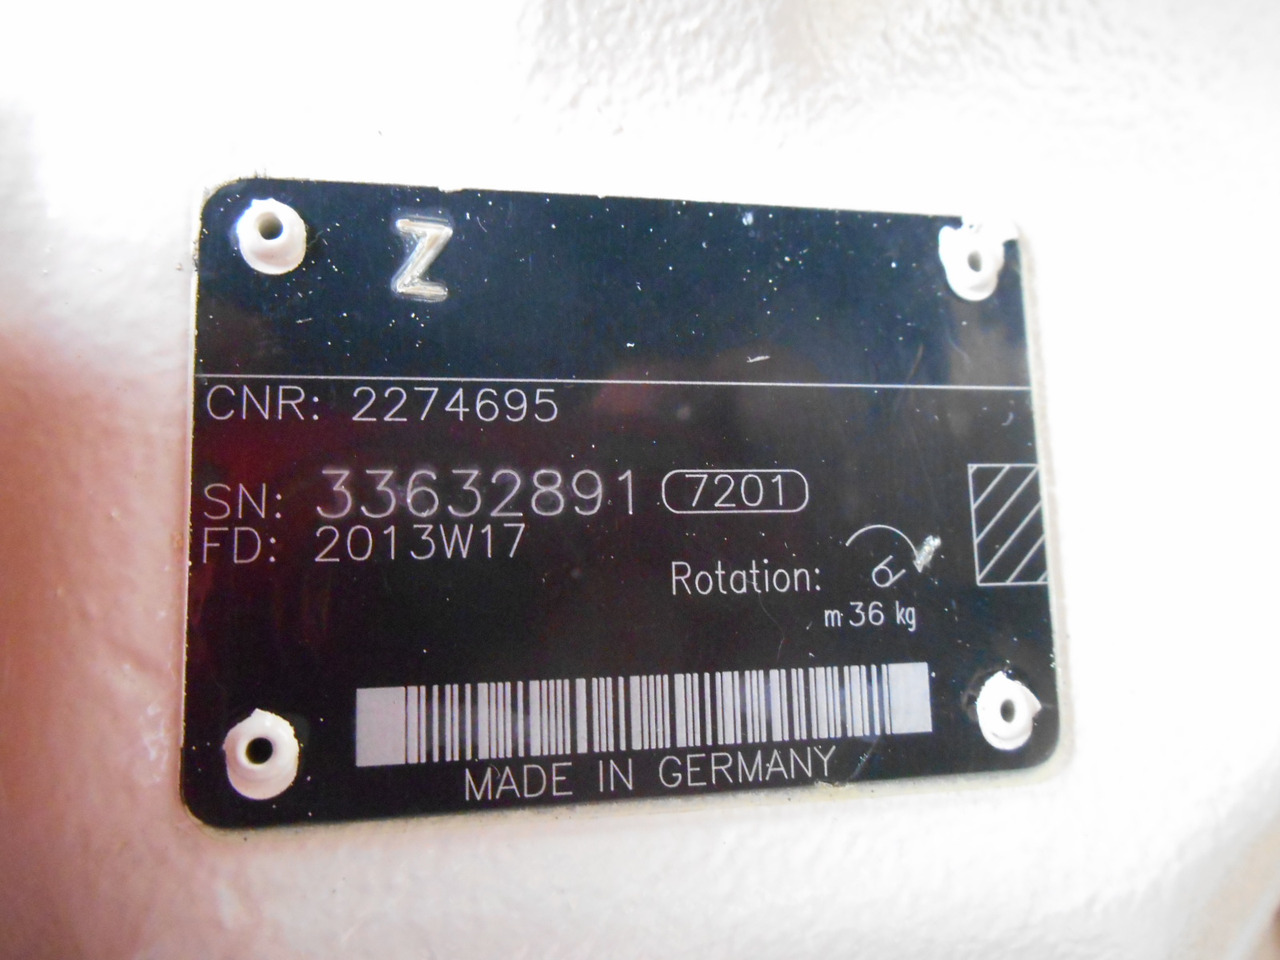 Z
CNR: 2274695
SN: 33632891 7201
FD: 2013W17
Rotation:
m 36 kg
MADE IN GERMANY